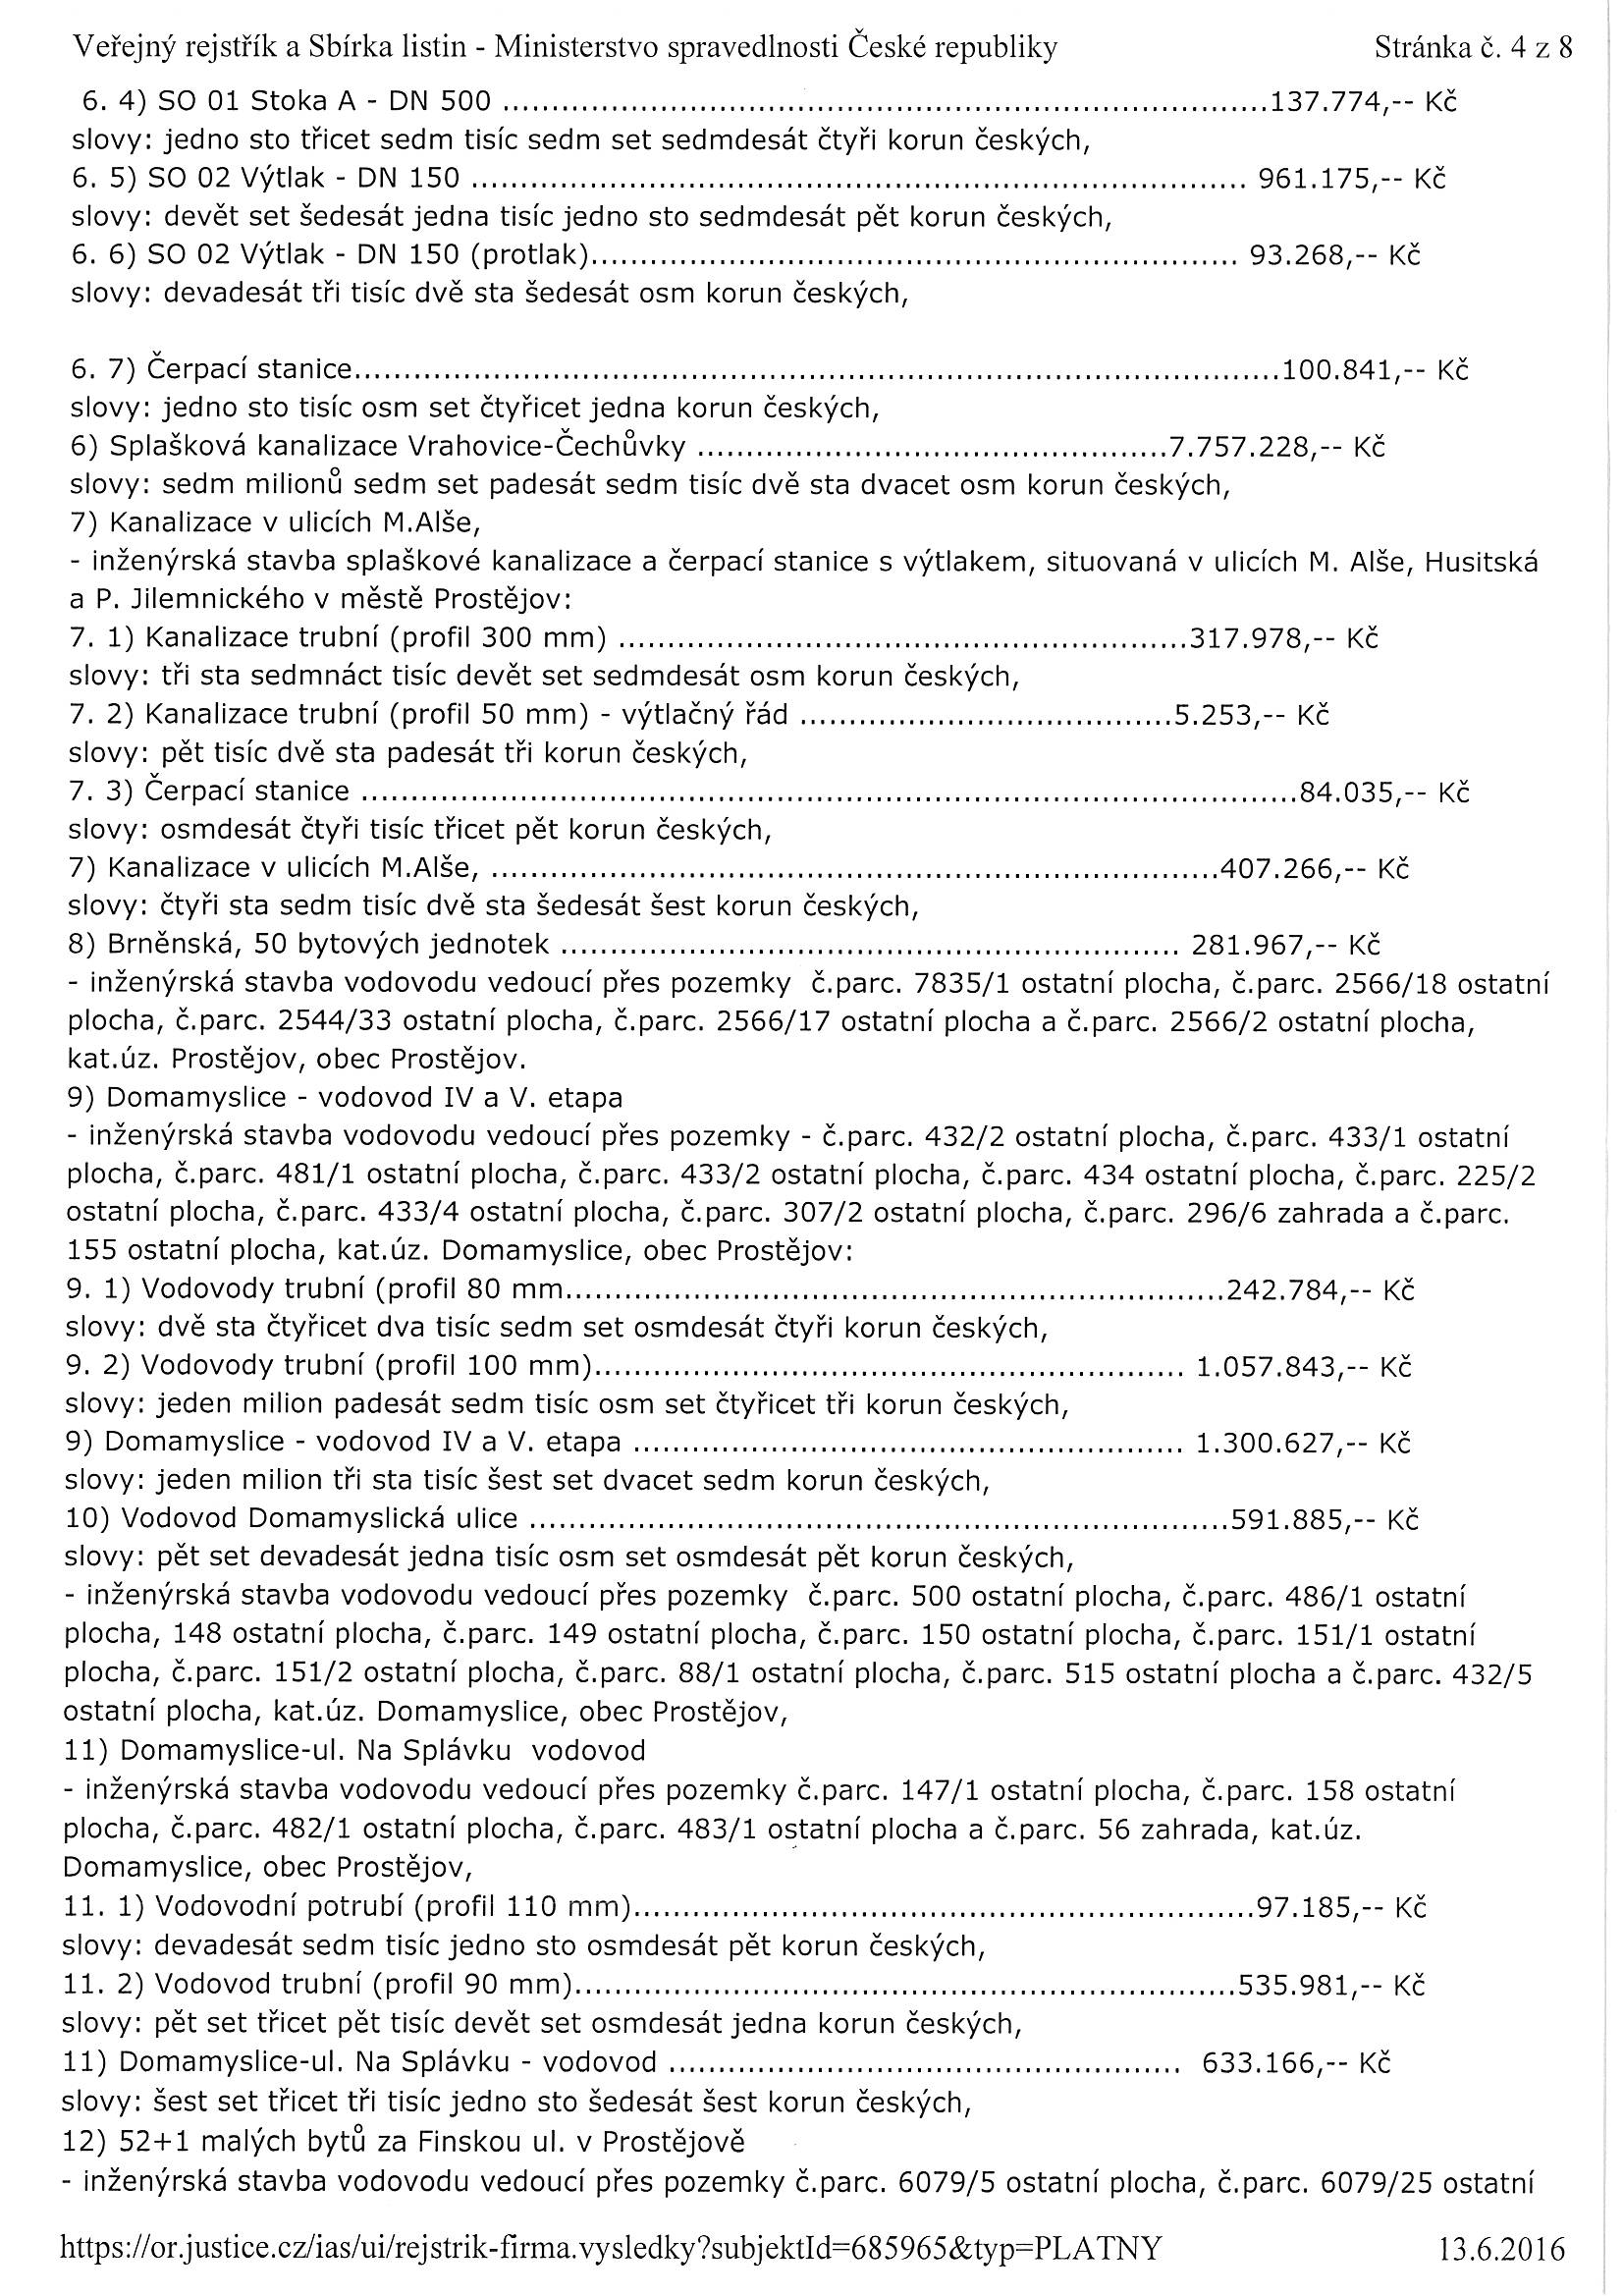 Veřejný rejstřík a Sbírka listin - Ministerstvo spravedlnosti České republiky Stránka č. 4 z 8
6. 4) SO 01 Stoka A - DN 500 ..............................................................................137.774,-- Kč
slovy: jedno sto třicet sedm tisíc sedm set sedmdesát čtyři korun českých,
6. 5) SO 02 Výtlak - DN 150 .............................................................................. 961.175,-- Kč
slovy: devět set šedesát jedna tisíc jedno sto sedmdesát pět korun českých,
6. 6) SO 02 Výtlak - DN 150 (protlak)................................................................. 93.268,-- Kč
slovy: devadesát tři tisíc dvě sta šedesát osm korun českých,
6. 7) Čerpací stanice.............................................................................................100.841,-- Kč
slovy: jedno sto tisíc osm set čtyřicet jedna korun českých,
6) Splašková kanalizace Vrahovice-Čechůvky ...............................................7.757.228,-- Kč
slovy: sedm milionů sedm set padesát sedm tisíc dvě sta dvacet osm korun českých,
7) Kanalizace v ulicích M.Alše,
- inženýrská stavba splaškové kanalizace a čerpací stanice s výtlakem, situovaná v ulicích M. Alše, Husitská
a P. Jilemnického v městě Prostějov:
7. 1) Kanalizace trubní (profil 300 mm) .........................................................317.978,-- Kč
slovy: tři sta sedmnáct tisíc devět set sedmdesát osm korun českých,
7. 2) Kanalizace trubní (profil 50 mm) - výtlačný řád .....................................5.253,-- Kč
slovy: pět tisíc dvě sta padesát tři korun českých,
7. 3) Čerpací stanice ..............................................................................................84.035,-- Kč
slovy: osmdesát čtyři tisíc třicet pět korun českých,
7) Kanalizace v ulicích M.Alše, .........................................................................407.266,-- Kč
slovy: čtyři sta sedm tisíc dvě sta šedesát šest korun českých,
8) Brněnská, 50 bytových jednotek .............................................................. 281.967,-- Kč
- inženýrská stavba vodovodu vedoucí přes pozemky č.parc. 7835/1 ostatní plocha, č.parc. 2566/18 ostatní
plocha, č.parc. 2544/33 ostatní plocha, č.parc. 2566/17 ostatní plocha a č.parc. 2566/2 ostatní plocha,
kat.úz. Prostějov, obec Prostějov.
9) Domamyslice - vodovod IV a V. etapa
- inženýrská stavba vodovodu vedoucí přes pozemky - č.parc. 432/2 ostatní plocha, č.parc. 433/1 ostatní
plocha, č.parc. 481/1 ostatní plocha, č.parc. 433/2 ostatní plocha, č.parc. 434 ostatní plocha, č.parc. 225/2
ostatní plocha, č.parc. 433/4 ostatní plocha, č.parc. 307/2 ostatní plocha, č.parc. 296/6 zahrada a č.parc.
155 ostatní plocha, kat.úz. Domamyslice, obec Prostějov:
9. 1) Vodovody trubní (profil 80 mm..................................................................242.784,-- Kč
slovy: dvě sta čtyřicet dva tisíc sedm set osmdesát čtyři korun českých,
9. 2) Vodovody trubní (profil 100 mm)........................................................... 1.057.843,-- Kč
slovy: jeden milion padesát sedm tisíc osm set čtyřicet tři korun českých,
9) Domamyslice - vodovod IV a V. etapa ....................................................... 1.300.627,-- Kč
slovy: jeden milion tři sta tisíc šest set dvacet sedm korun českých,
10) Vodovod Domamyslická ulice ......................................................................591.885,-- Kč
slovy: pět set devadesát jedna tisíc osm set osmdesát pět korun českých,
- inženýrská stavba vodovodu vedoucí přes pozemky č.parc. 500 ostatní plocha, č.parc. 486/1 ostatní
plocha, 148 ostatní plocha, č.parc. 149 ostatní plocha, č.parc. 150 ostatní plocha, č.parc. 151/1 ostatní
plocha, č.parc. 151/2 ostatní plocha, č.parc. 88/1 ostatní plocha, č.parc. 515 ostatní plocha a č.parc. 432/5
ostatní plocha, kat.úz. Domamyslice, obec Prostějov,
11) Domamyslice-ul. Na Splávku vodovod
- inženýrská stavba vodovodu vedoucí přes pozemky č.parc. 147/1 ostatní plocha, č.parc. 158 ostatní
plocha, č.parc. 482/1 ostatní plocha, č.parc. 483/1 ostatní plocha a č.parc. 56 zahrada, kat.úz.
Domamyslice, obec Prostějov,
11. 1) Vodovodní potrubí (profil 110 mm)..............................................................97.185,-- Kč
slovy: devadesát sedm tisíc jedno sto osmdesát pět korun českých,
11. 2) Vodovod trubní (profil 90 mm)..................................................................535.981,-- Kč
slovy: pět set třicet pět tisíc devět set osmdesát jedna korun českých,
11) Domamyslice-ul. Na Splávku - vodovod ................................................... 633.166,-- Kč
slovy: šest set třicet tři tisíc jedno sto šedesát šest korun českých,
12) 52+1 malých bytů za Finskou ul. v Prostějově
- inženýrská stavba vodovodu vedoucí přes pozemky č.parc. 6079/5 ostatní plocha, č.parc. 6079/25 ostatní
https://or.justice.cz/ias/ui/rejstrik-firma.vysledky?subjektId=685965&typ=PLATNY 13.6.2016